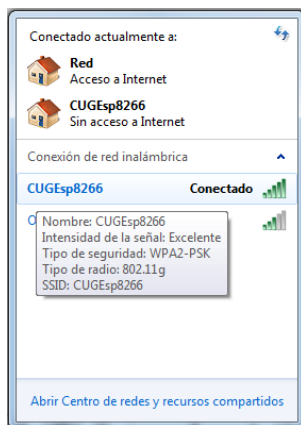 Conectado actualmente a:
Red
Acceso a Internet
CUGEsp8266
Sin acceso a Internet
Conexión de red inalámbrica
CUGEsp8266 Conectado
Nombre: CUGEsp8266
Intensidad de la señal: Excelente
Tipo de seguridad: WPA2-PSK
Tipo de radio: 802.11g
SSID: CUGEsp8266
Abrir Centro de redes y recursos compartidos